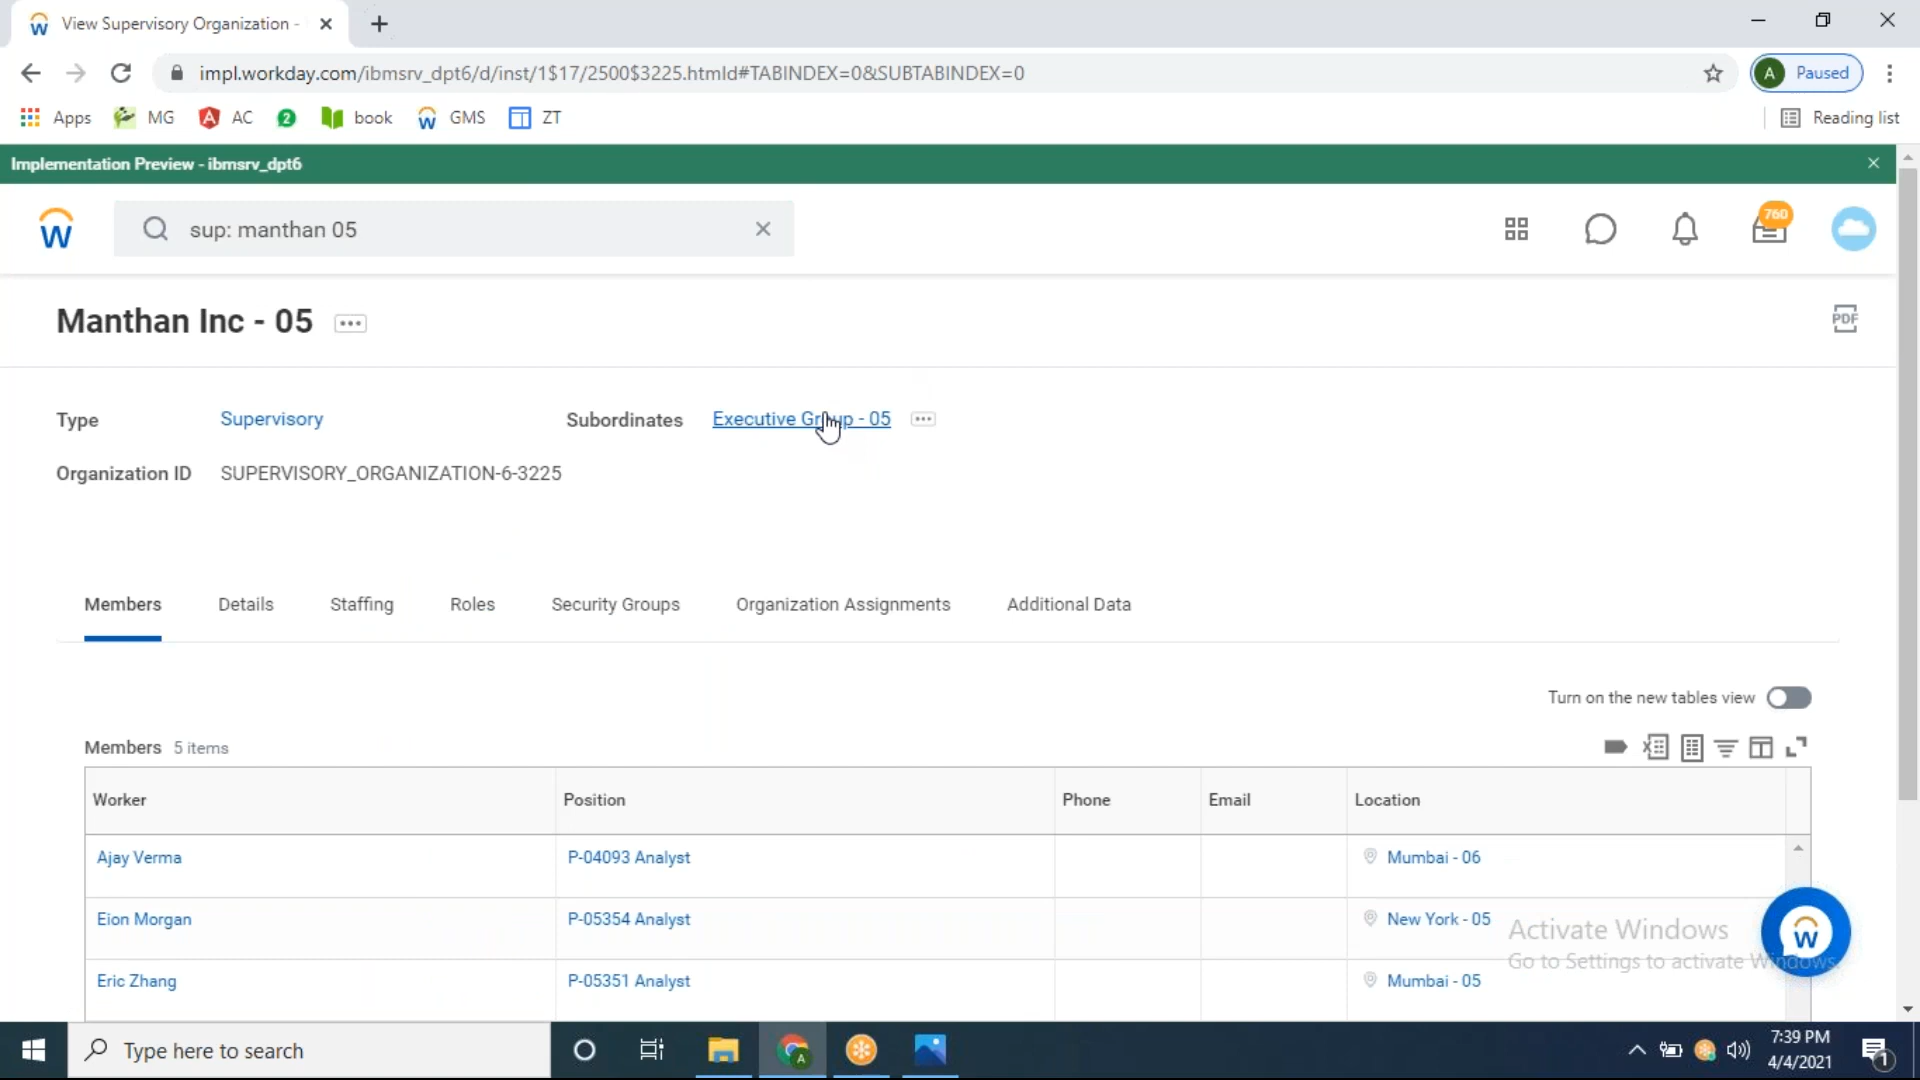 View Supervisory Organization -
impl.workday.com/ibmsrv_dpt6/d/inst/1$17/2500$3225.htmld#TABINDEX=0&SUBTABINDEX=0
A Paused
Apps MG AC 2 book GMS ZT
Reading list
Implementation Preview - ibmsrv_dpt6
sup: manthan 05
760
Manthan Inc - 05
PDF
Type Supervisory Subordinates Executive Group - 05
Organization ID SUPERVISORY_ORGANIZATION-6-3225
Members Details Staffing Roles Security Groups Organization Assignments Additional Data
Turn on the new tables view
Members 5 items
Worker Position Phone Email Location
Ajay Verma P-04093 Analyst Mumbai - 06
Eion Morgan P-05354 Analyst New York - 05
Eric Zhang P-05351 Analyst Mumbai - 05
Activate Windows
Go to Settings to activate Windows.
Type here to search
7:39 PM
4/4/2021
1